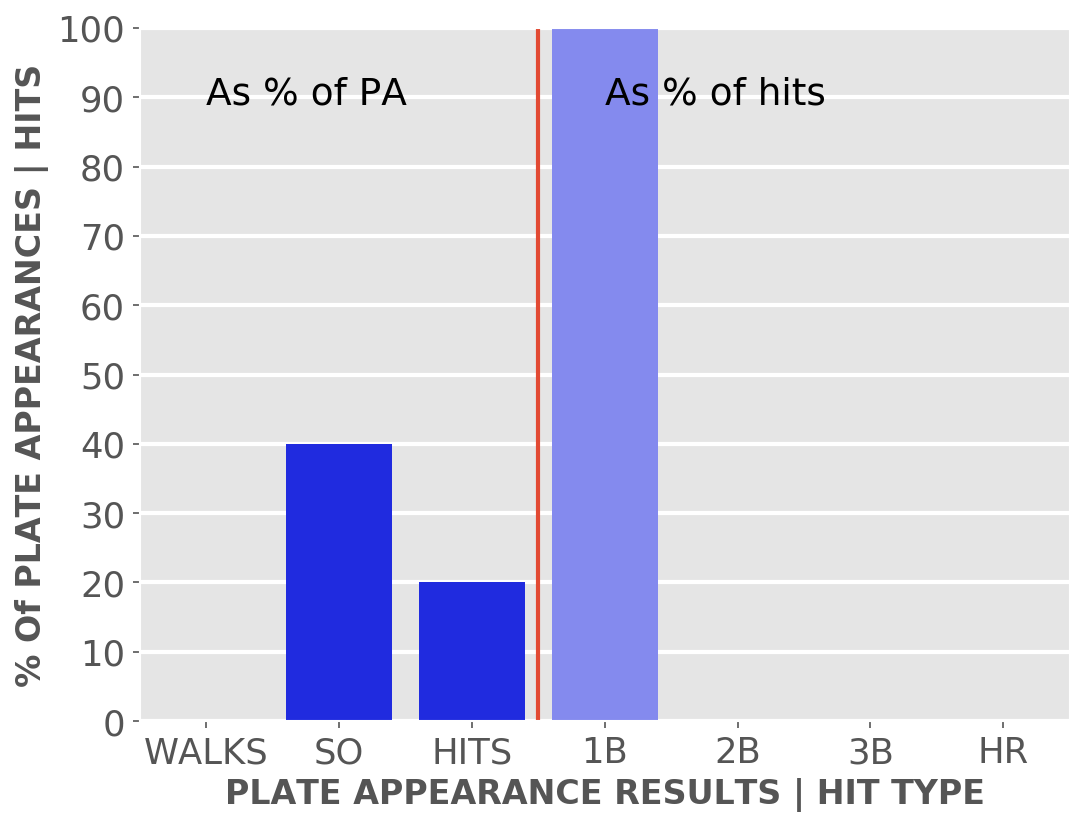 % Of PLATE APPEARANCES | HITS
100
90
80
70
60
50
40
30
20
10
0
As % of PA
As % of hits
WALKS SO HITS 1B 2B 3B HR
PLATE APPEARANCE RESULTS | HIT TYPE